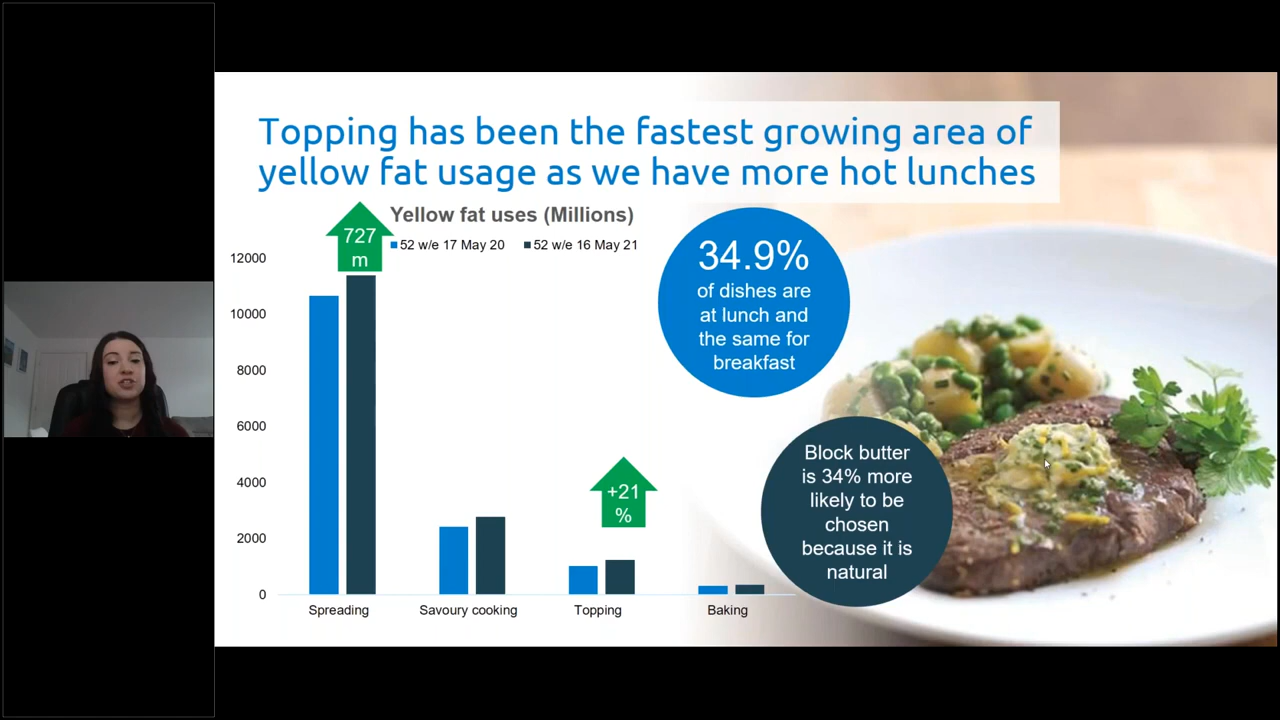 Topping has been the fastest growing area of
yellow fat usage as we have more hot lunches
Yellow fat uses (Millions)
52 w/e 17 May 20
52 w/e 16 May 21
727
m
12000
10000
8000
6000
4000
2000
0
+21
%
Spreading
Savoury cooking
Topping
Baking
34.9%
of dishes are
at lunch and
the same for
breakfast
Block butter
is 34% more
likely to be
chosen
because it is
natural